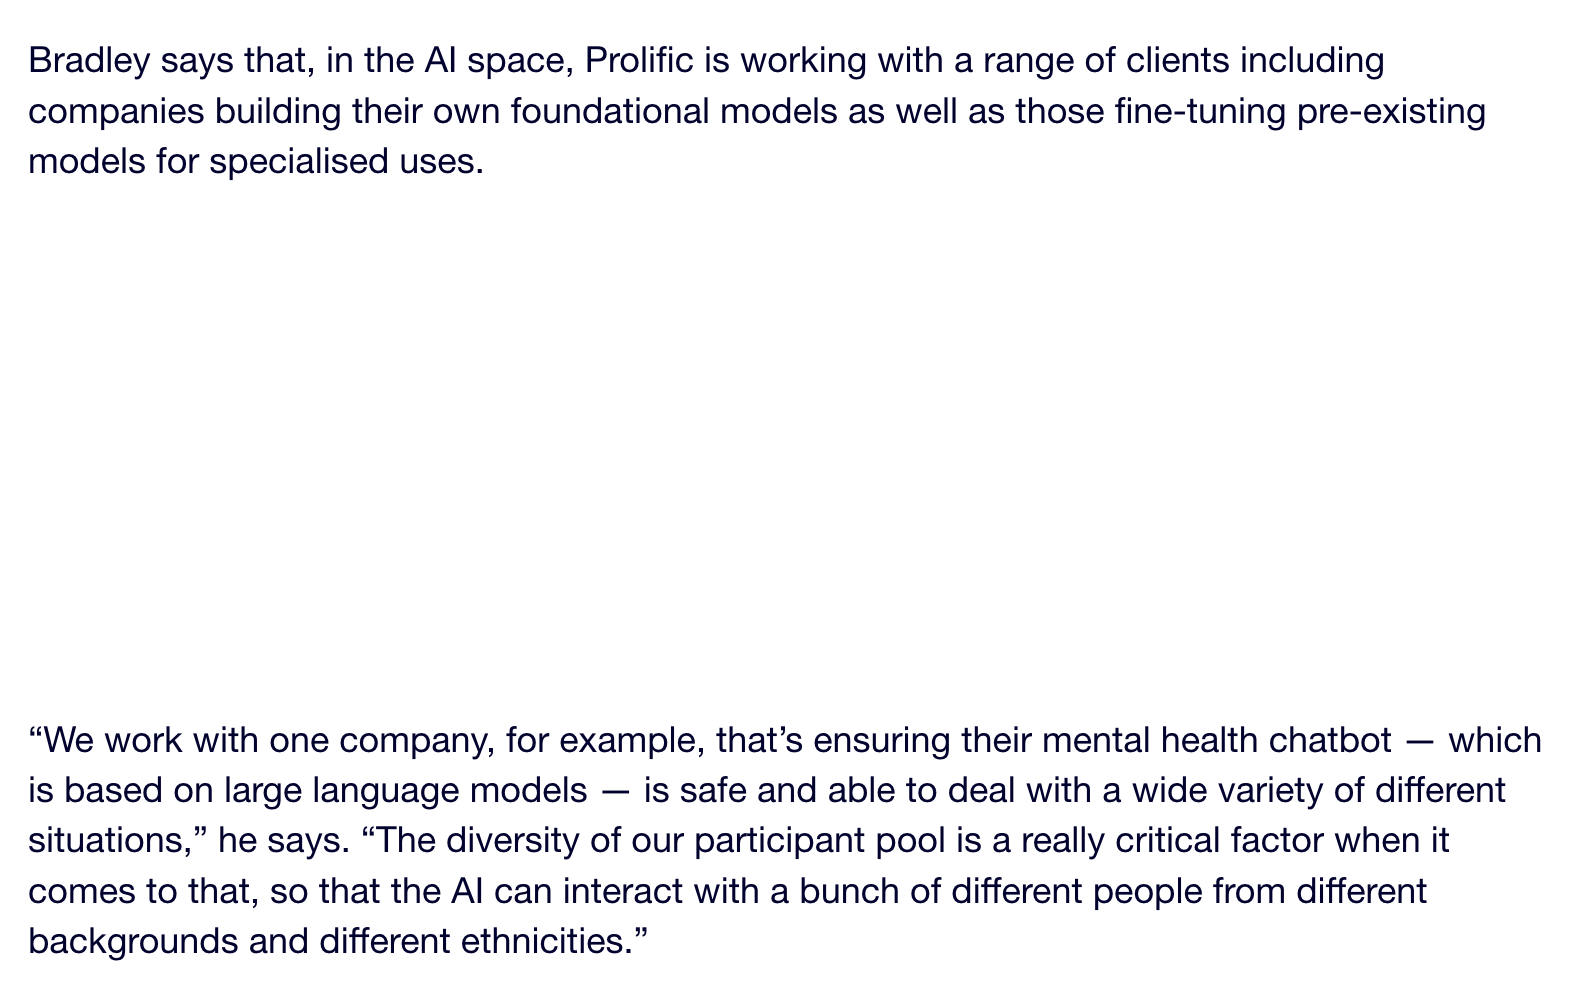 Bradley says that, in the AI space, Prolific is working with a range of clients including
companies building their own foundational models as well as those fine-tuning pre-existing
models for specialised uses.
“We work with one company, for example, that’s ensuring their mental health chatbot — which
is based on large language models — is safe and able to deal with a wide variety of different
situations,” he says. “The diversity of our participant pool is a really critical factor when it
comes to that, so that the AI can interact with a bunch of different people from different
backgrounds and different ethnicities.”